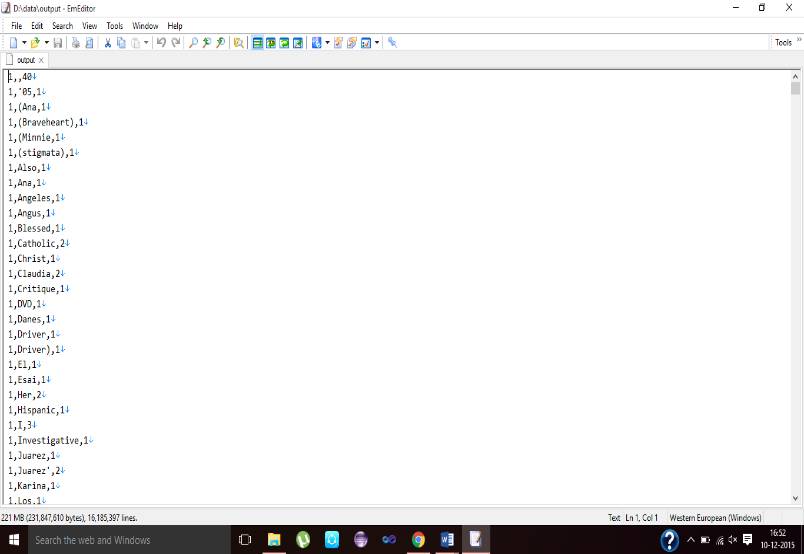 D:\data\output - EmEditor
File Edit Search View Tools Window Help
Tools »
output x
1,,40↓
1,'05,1↓
1,(Ana,1↓
1,(Braveheart),1↓
1,(Minnie,1↓
1,(stigmata),1↓
1,Also,1↓
1,Ana,1↓
1,Angeles,1↓
1,Angus,1↓
1,Blessed,1↓
1,Catholic,2↓
1,Christ,1↓
1,Claudia,2↓
1,Critique,1↓
1,DVD,1↓
1,Danes,1↓
1,Driver,1↓
1,Driver),1↓
1,El,1↓
1,Esai,1↓
1,Her,2↓
1,Hispanic,1↓
1,I,3↓
1,Investigative,1↓
1,Juarez,1↓
1,Juarez',2↓
1,Karina,1↓
1,Los,1↓
221 MB (231,847,610 bytes), 16,185,397 lines. Text Ln 1, Col 1 Western European (Windows)
Search the web and Windows
16:52
10-12-2015